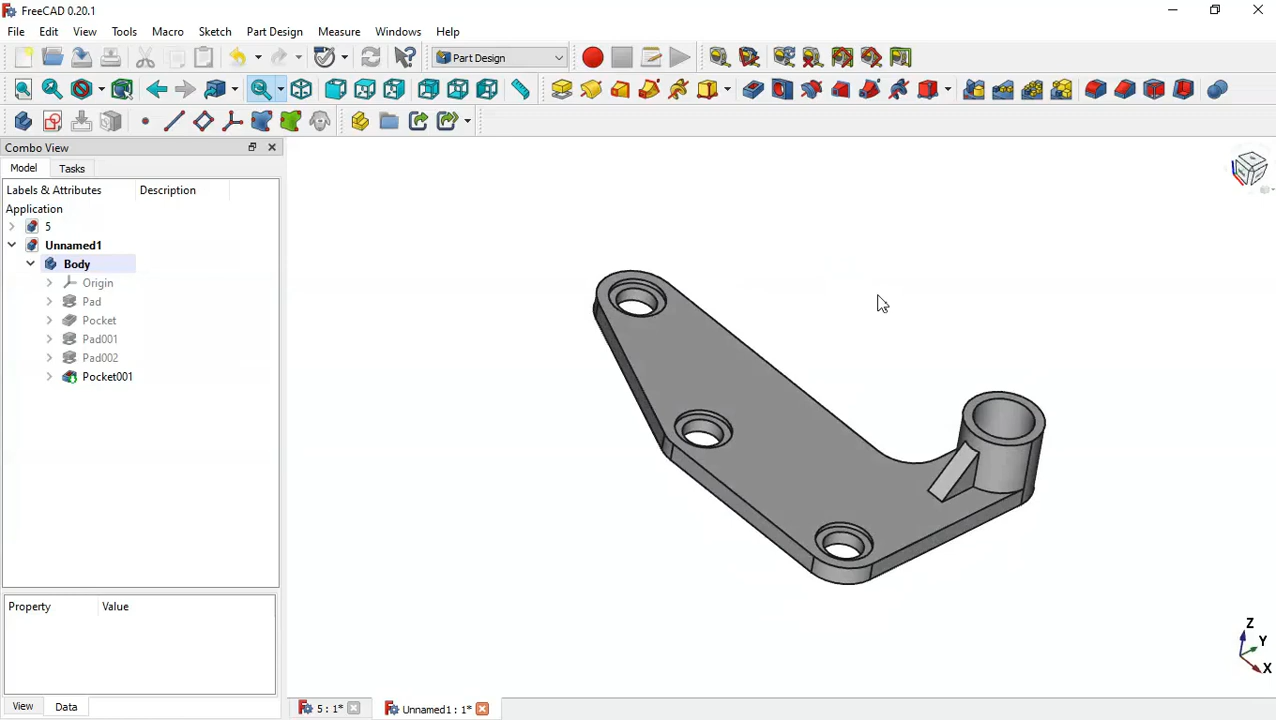 FreeCAD 0.20.1
File Edit View Tools Macro Sketch Part Design Measure Windows Help
Part Design
Combo View
Model Tasks
Labels & Attributes Description
Application
5
Unnamed1
Body
Origin
Pad
Pocket
Pad001
Pad002
Pocket001
Property Value
View Data
5 : 1*
Unnamed1 : 1*
Z
Y
X